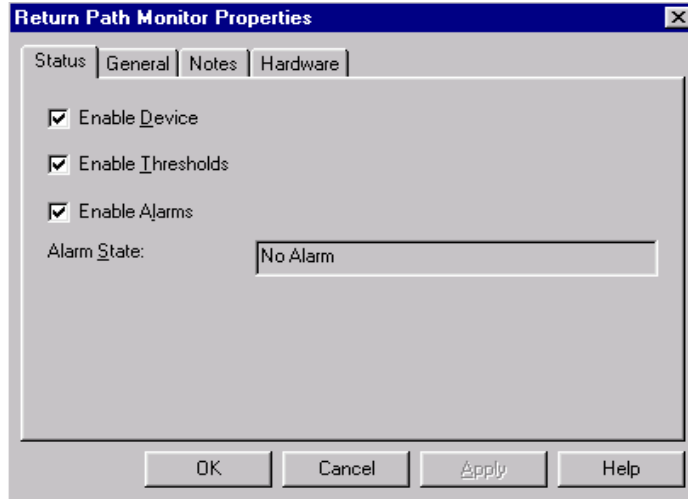 Return Path Monitor Properties
Status General Notes Hardware
Enable Device
Enable Thresholds
Enable Alarms
Alarm State: No Alarm
OK Cancel Apply Help